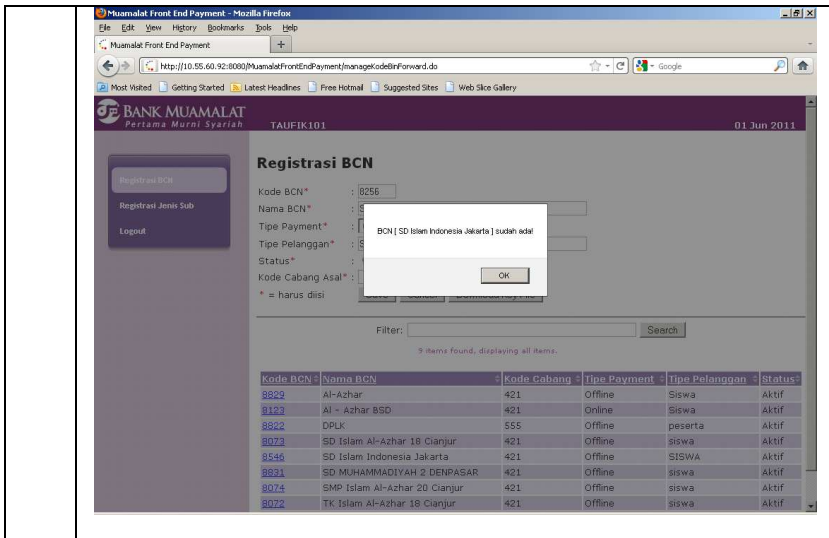 Muamalat Front End Payment - Mozilla Firefox
File Edit View History Bookmarks Tools Help
Muamalat Front End Payment +
http://10.55.60.92:8080/MuamalatFrontEndPayment/manageKodeBinForward.do Google
Most Visited Getting Started Latest Headlines Free Hotmail Suggested Sites Web Slice Gallery
BANK MUAMALAT
Pertama Murni Syariah TAUFIK101 01 Jun 2011
Registrasi BCN
Registrasi Jenis Sub
Logout
Registrasi BCN
Kode BCN* : 8256
Nama BCN* : S
Tipe Payment* :
Tipe Pelanggan* : S
Status* :
Kode Cabang Asal* :
* = harus diisi Save Cancel Download Key File
BCN [ SD Islam Indonesia Jakarta ] sudah ada!
OK
Filter: Search
9 items found, displaying all items.
Kode BCN Nama BCN Kode Cabang Tipe Payment Tipe Pelanggan Status
8829 Al-Azhar 421 Offline Siswa Aktif
8123 Al - Azhar BSD 421 Online Siswa Aktif
8822 DPLK 555 Offline peserta Aktif
8073 SD Islam Al-Azhar 18 Cianjur 421 Offline siswa Aktif
8546 SD Islam Indonesia Jakarta 421 Offline SISWA Aktif
8831 SD MUHAMMADIYAH 2 DENPASAR 421 Offline siswa Aktif
8074 SMP Islam Al-Azhar 20 Cianjur 421 Offline siswa Aktif
8072 TK Islam Al-Azhar 18 Cianjur 421 Offline siswa Aktif